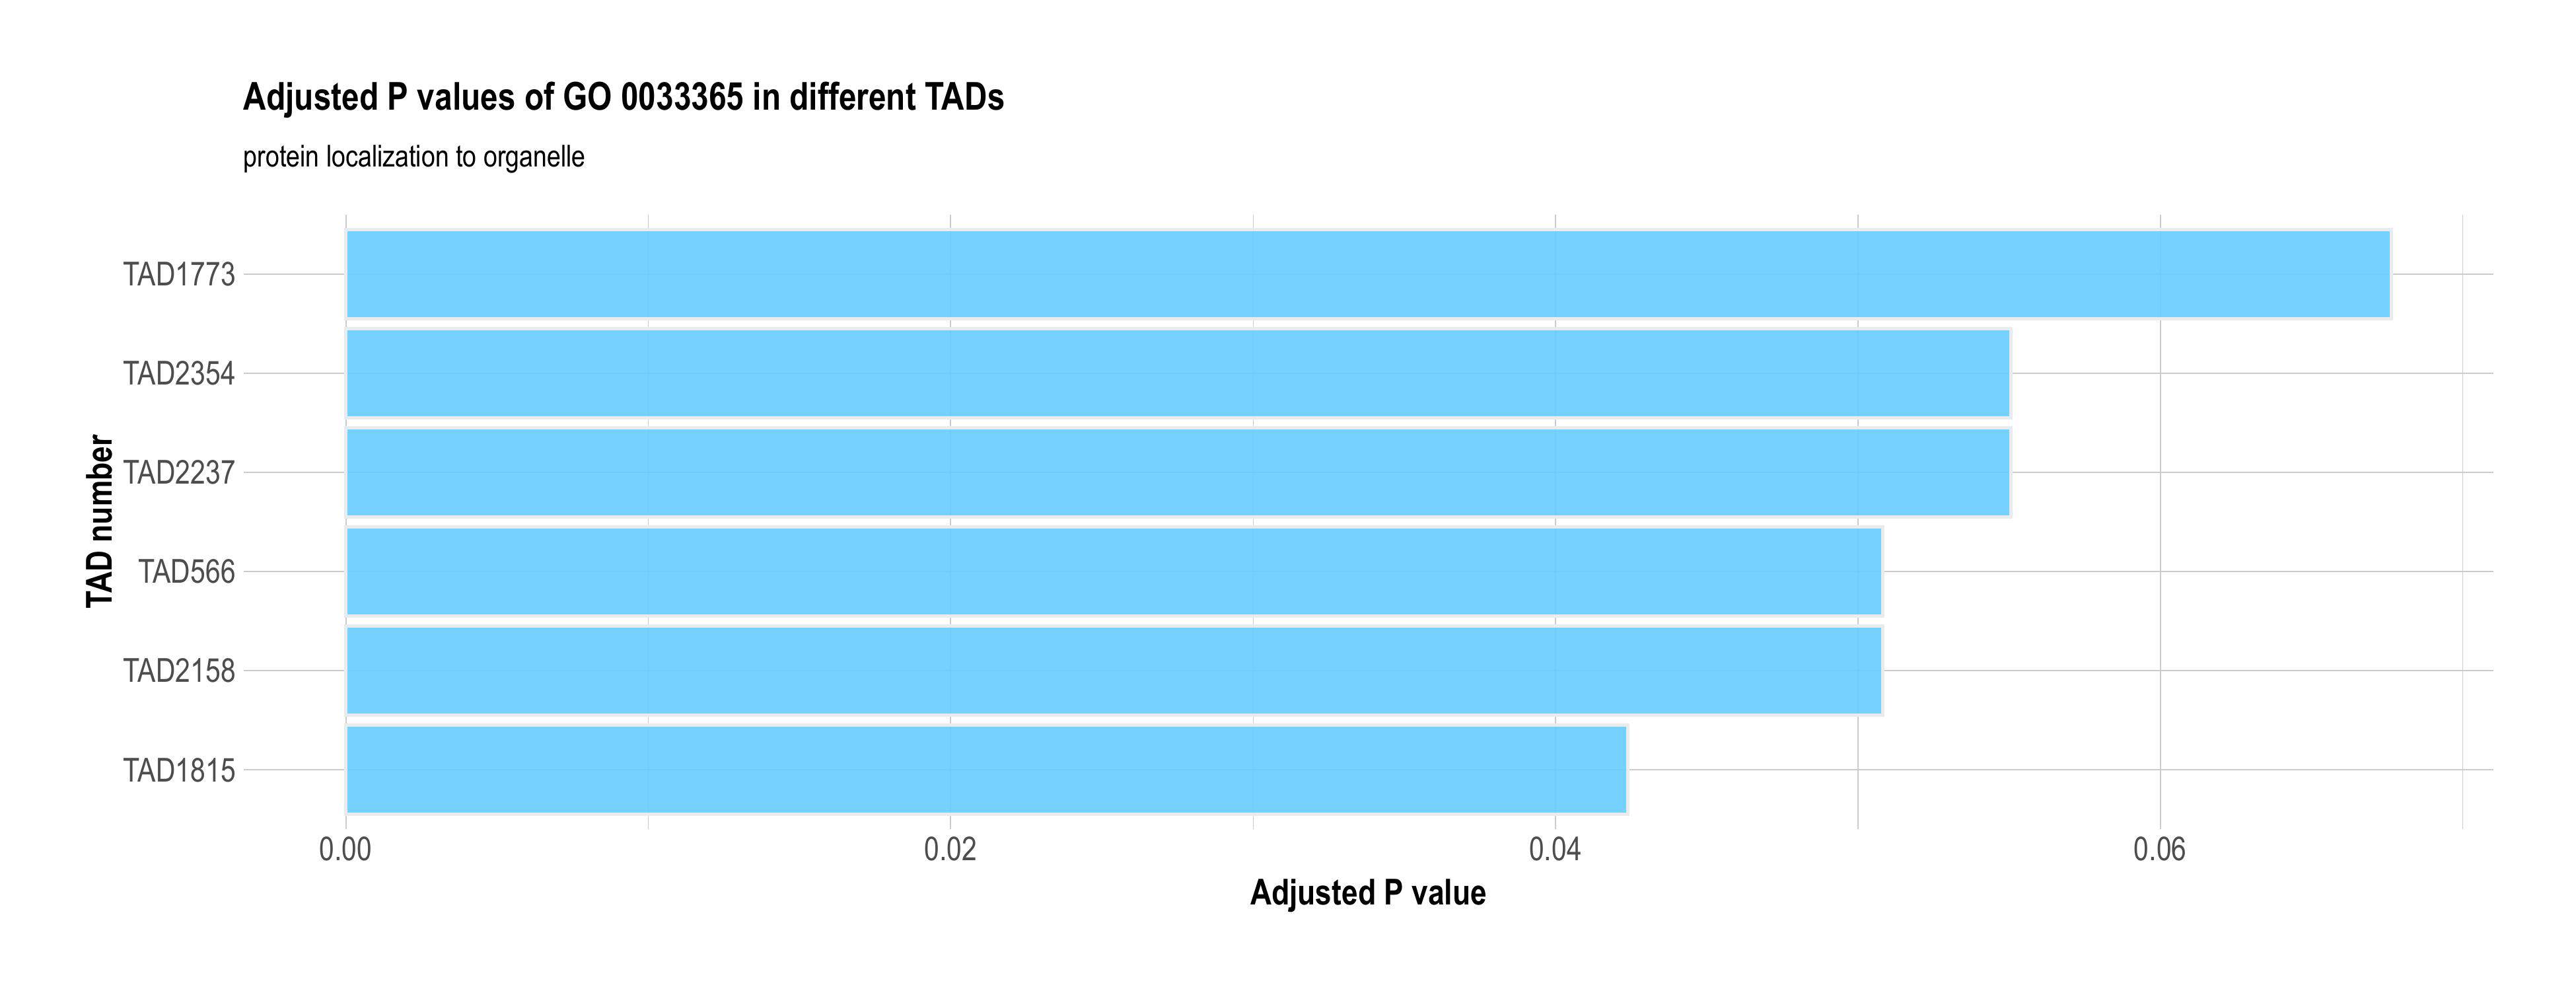 Adjusted P values of GO 0033365 in different TADs
protein localization to organelle
TAD number
TAD1773
TAD2354
TAD2237
TAD566
TAD2158
TAD1815
0.00 0.02 0.04 0.06
Adjusted P value